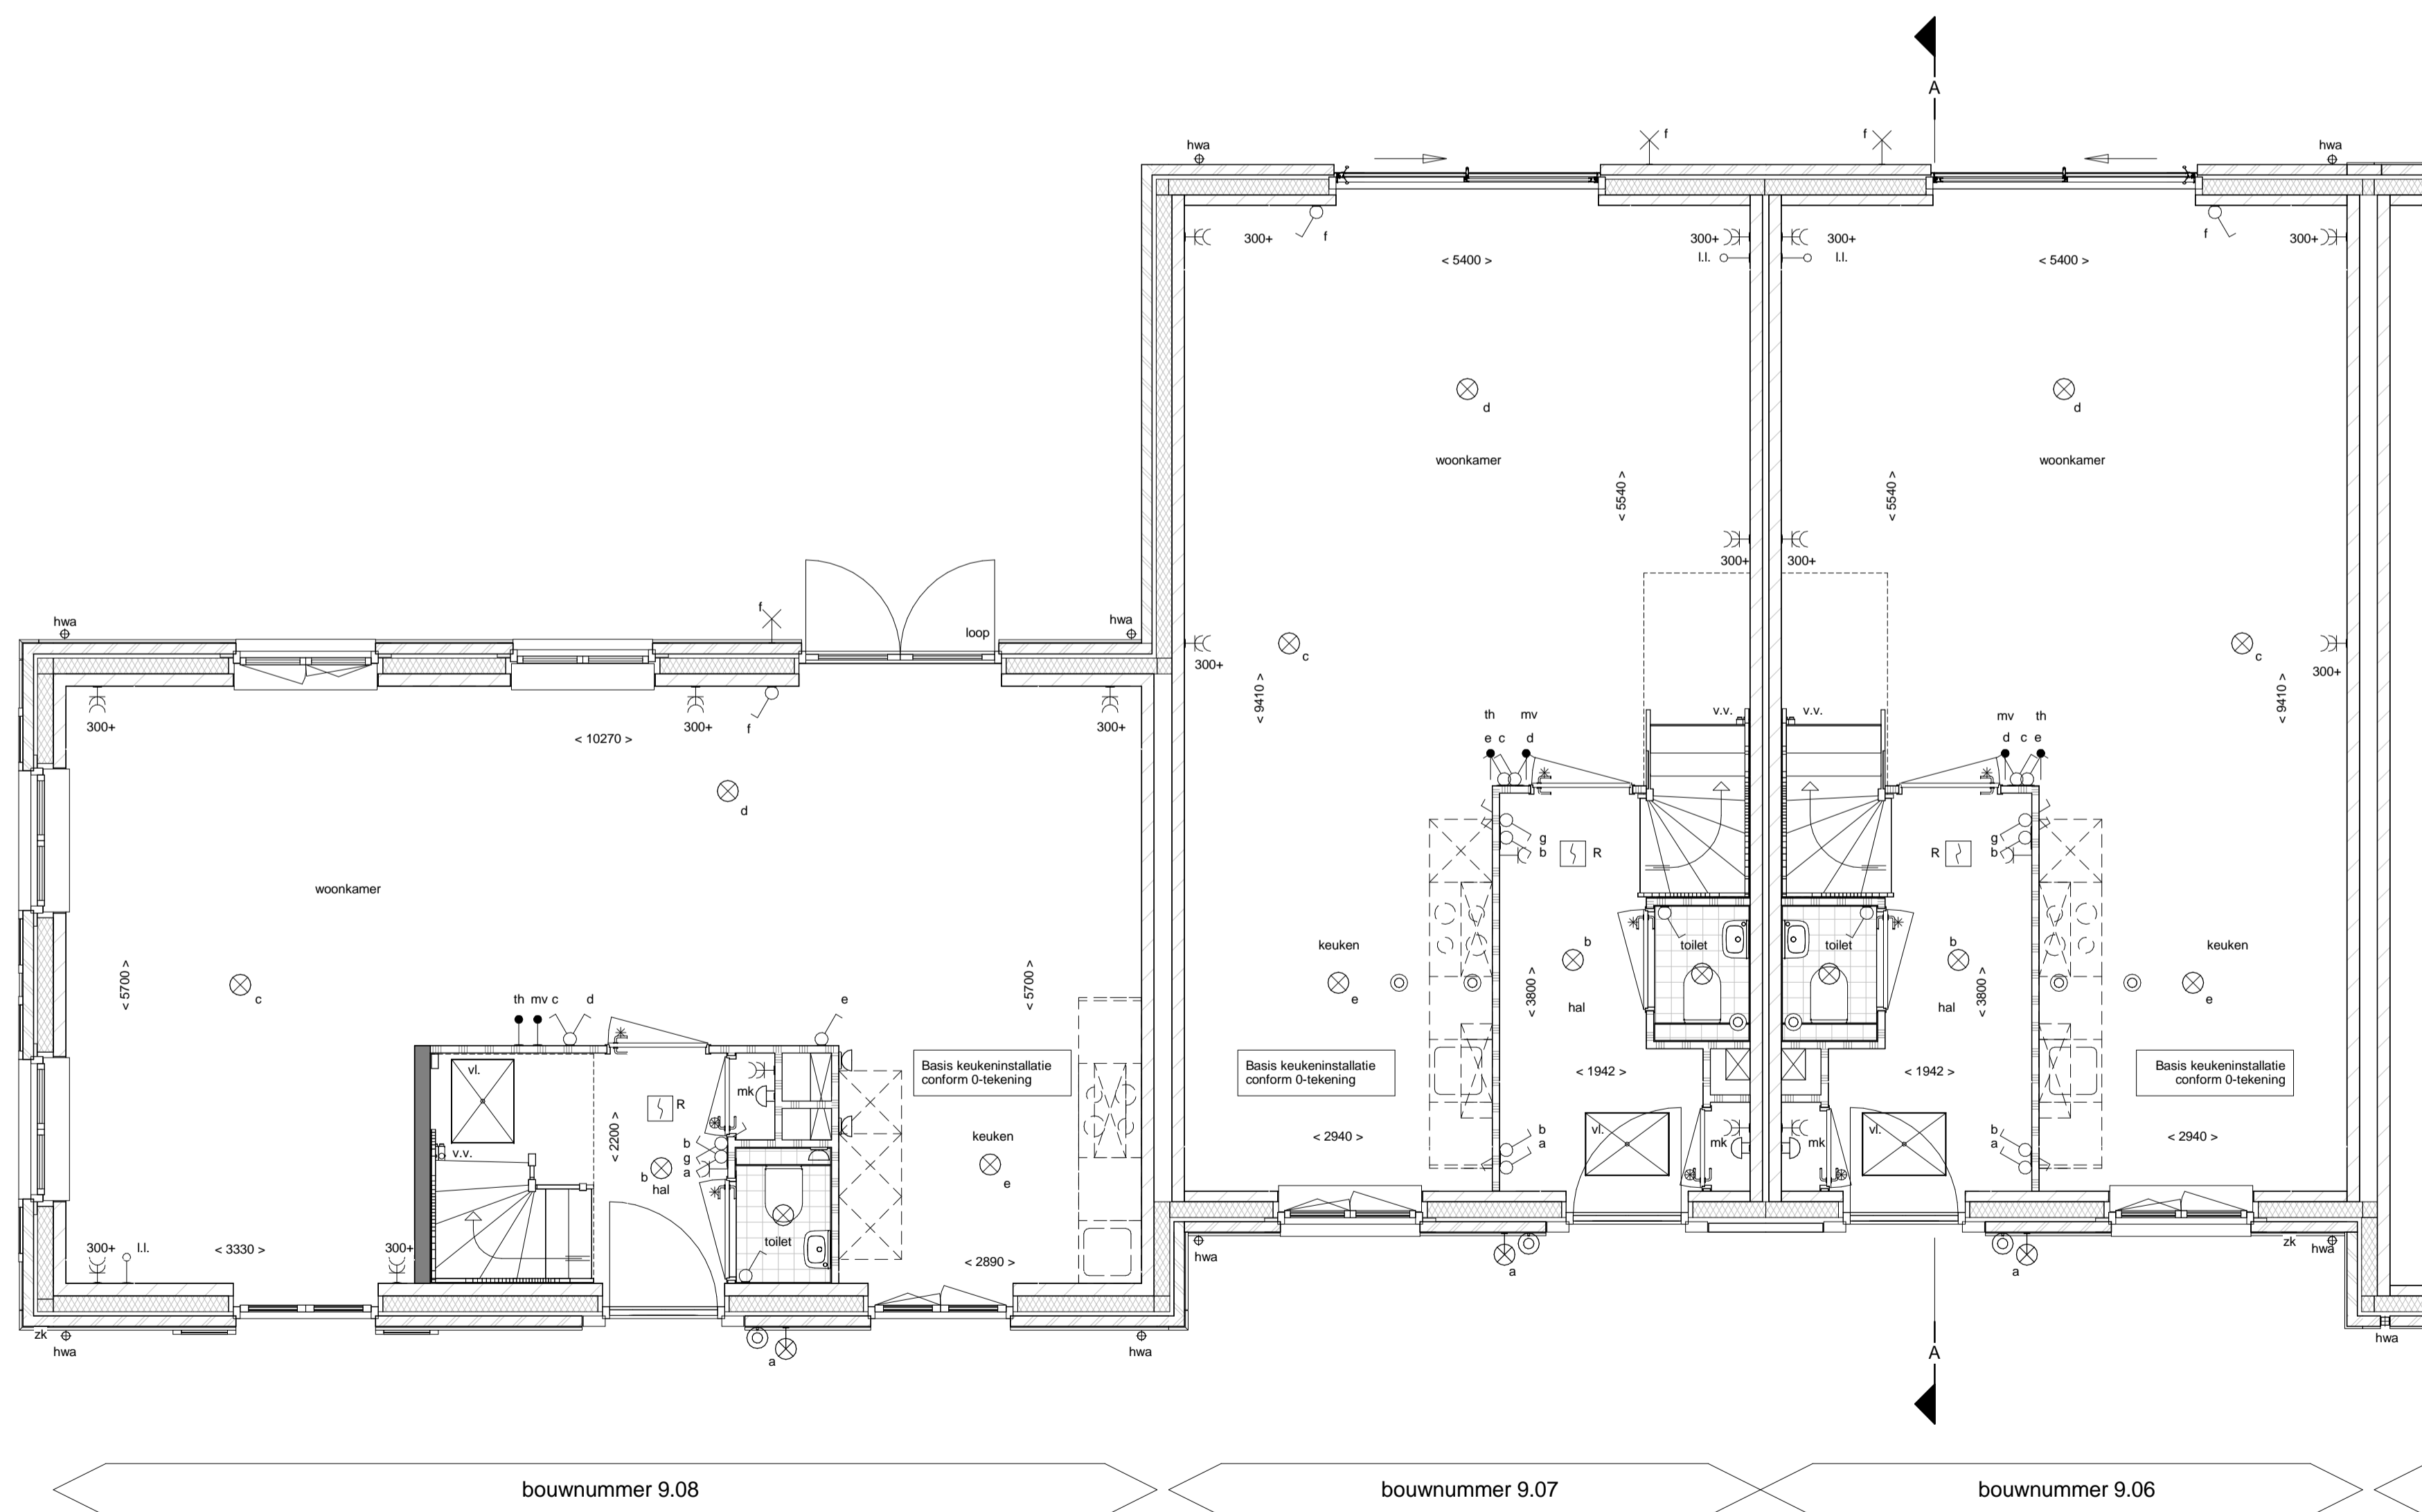 A
hwa
f
f
hwa
300+
f
300+
300+
f
300+
l.l.
l.l.
< 5400 >
< 5400 >
d
d
woonkamer
woonkamer
< 5540 >
< 5540 >
300+
300+
hwa
f
loop
hwa
c
c
300+
300+
< 9410 >
< 9410 >
300+
300+
f
300+
< 10270 >
th
mv
v.v.
v.v.
mv
th
e
c
d
d
c
e
d
woonkamer
g
b
R
R
g
b
keuken
b
toilet
toilet
b
keuken
< 5700 >
c
< 5700 >
e
< 3800 >
hal
hal
< 3800 >
e
th
mv
c
d
e
vl.
Basis keukeninstallatie
conform 0-tekening
Basis keukeninstallatie
conform 0-tekening
< 1942 >
< 1942 >
Basis keukeninstallatie
conform 0-tekening
R
mk
< 2200 >
keuken
< 2940 >
b
a
vl.
mk
mk
vl.
b
a
< 2940 >
v.v.
b
g
a
b
hal
e
toilet
300+
l.l.
< 3330 >
300+
< 2890 >
hwa
a
a
zk
hwa
zk
hwa
a
hwa
A
hwa
bouwnummer 9.08
bouwnummer 9.07
bouwnummer 9.06